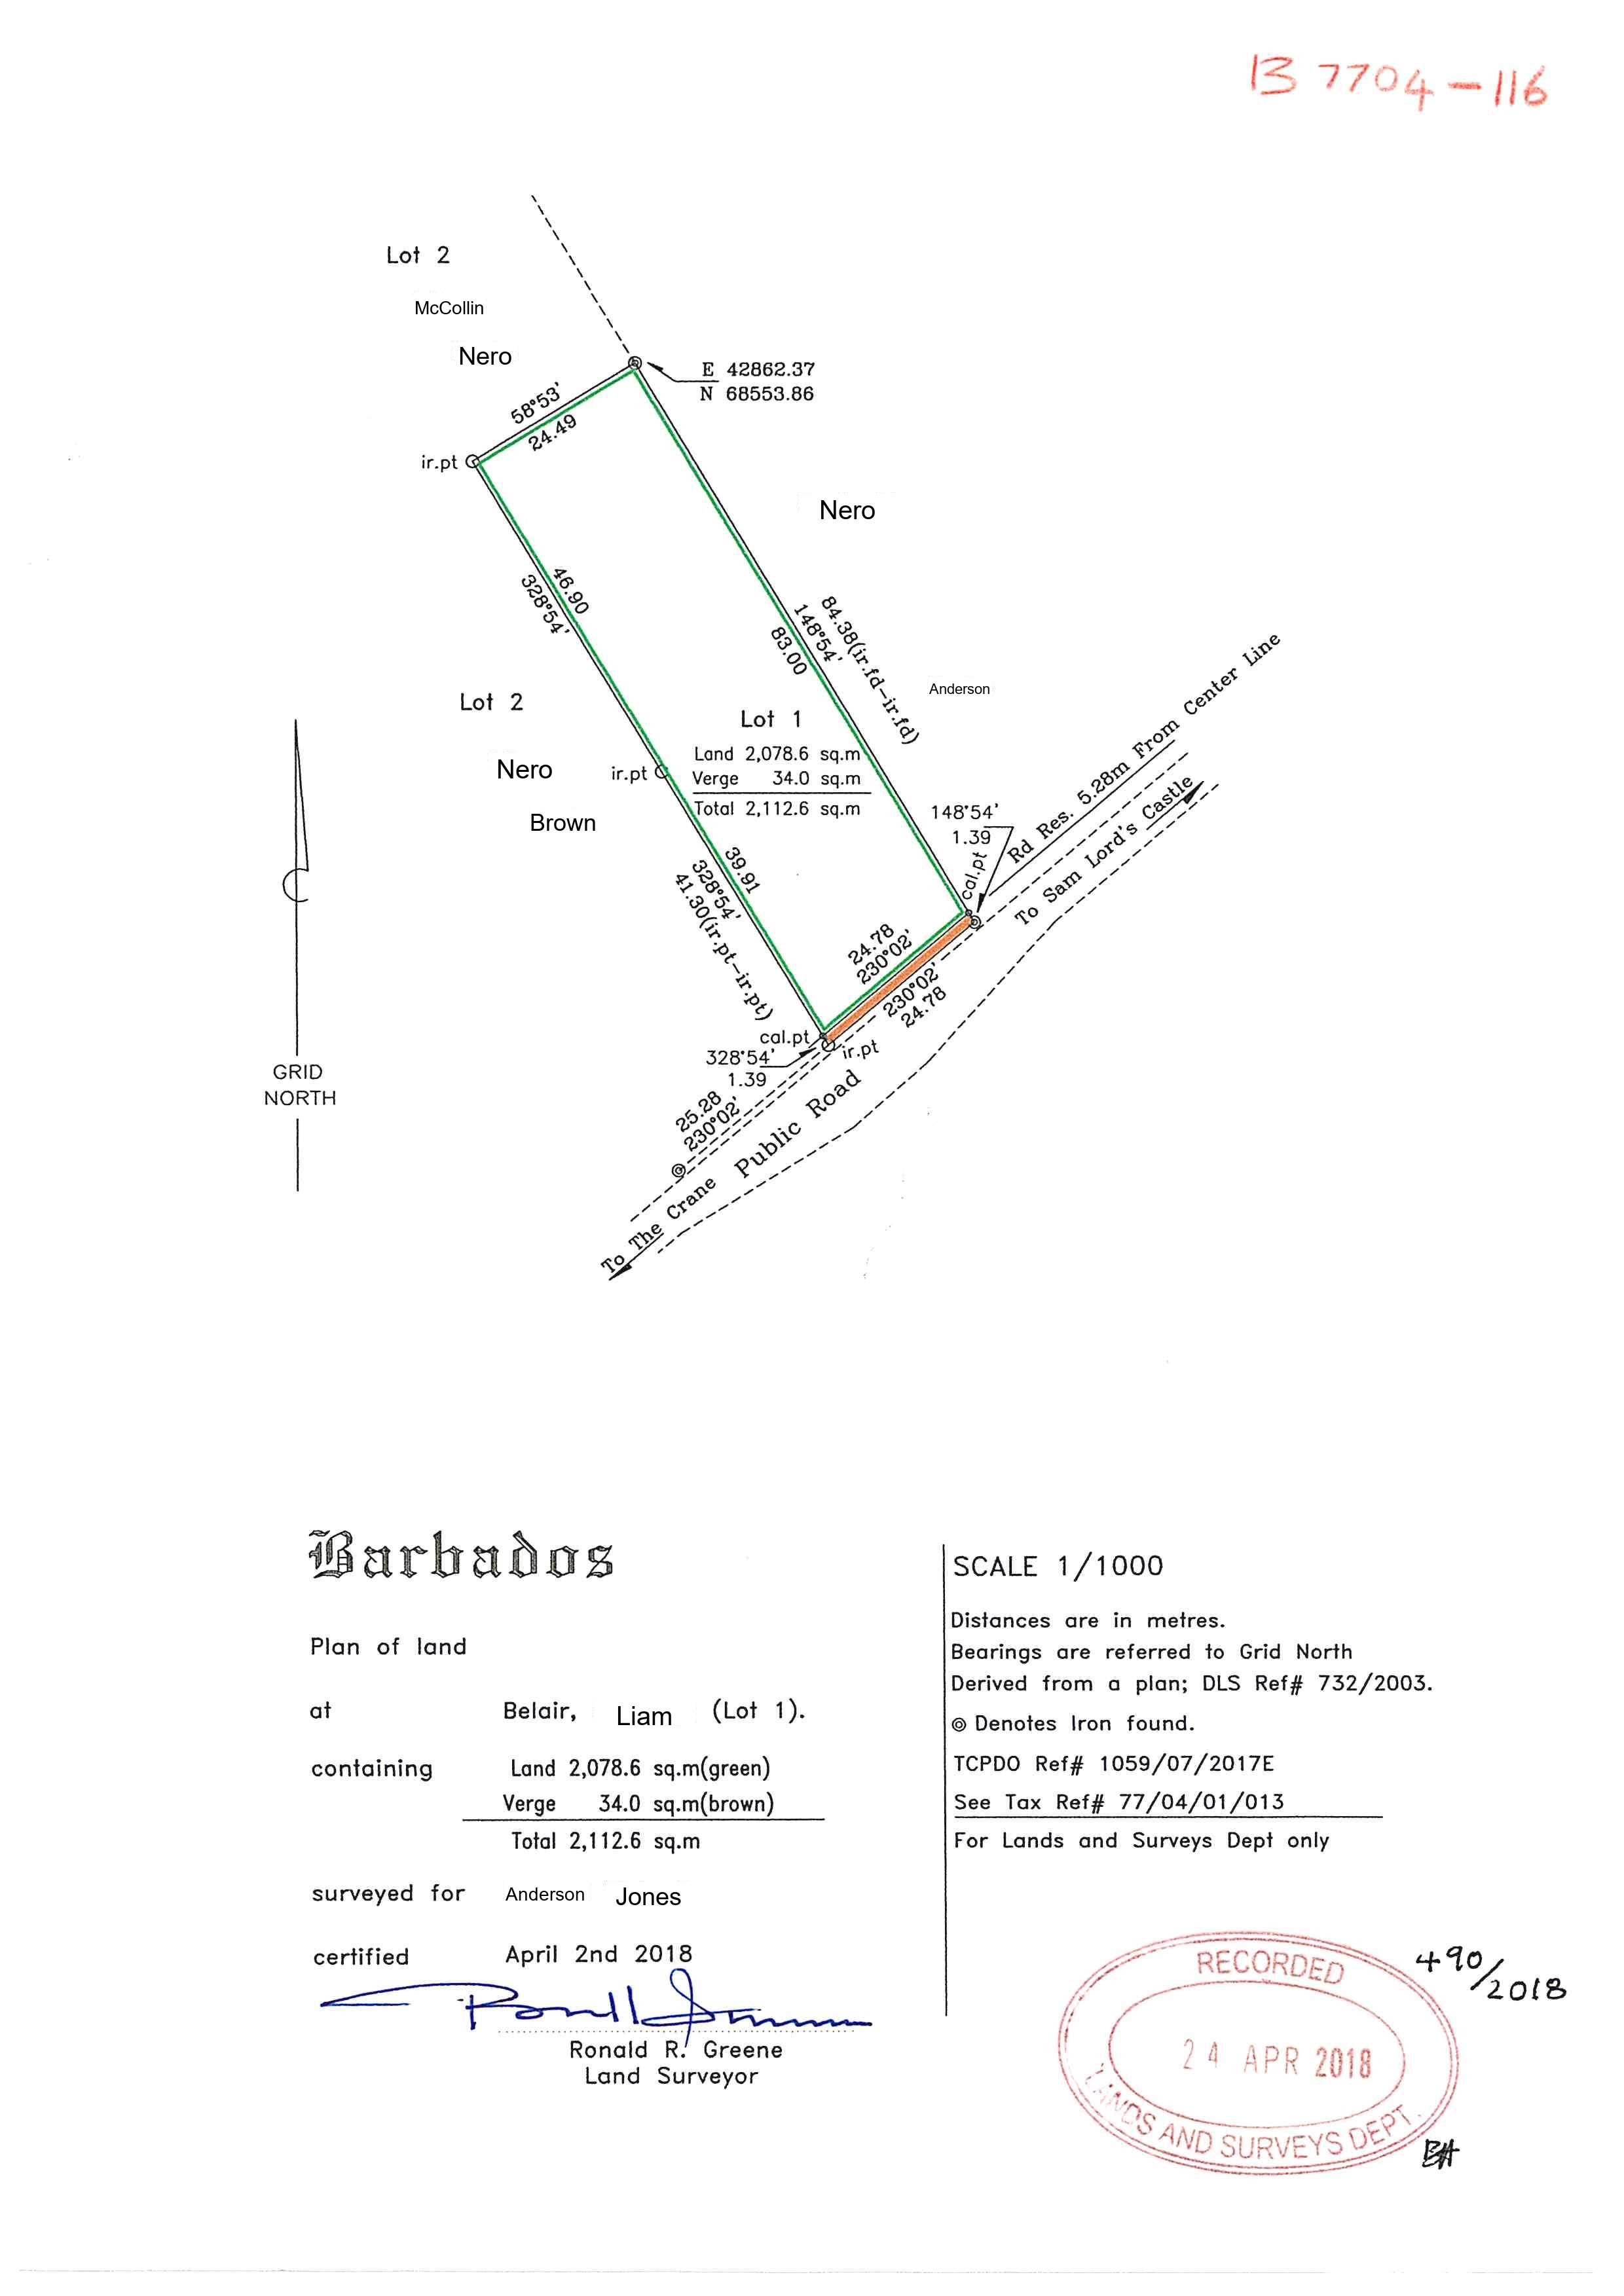 B 7704-116
Lot 2
McCollin
Nero
E 42862.37
N 68553.86
58°53'
24.49
ir.pt
Nero
46.90
328°54'
84.38(ir.fd-ir.fd)
148°54'
83.00
Anderson
Lot 2
Lot 1
Land 2,078.6 sq.m
Verge 34.0 sq.m
Total 2,112.6 sq.m
Nero
ir.pt
Brown
148°54'
1.39
cal.pt
Rd Res. 5.28m From Center Line
To Sam Lord's Castle
39.91
328°54'
41.30(ir.pt-ir.pt)
24.78
230°02'
230°02'
24.78
cal.pt
ir.pt
328°54'
1.39
25.28
230°02'
Public Road
To The Crane
GRID
NORTH
Barbados
Plan of land
at Belair, Liam (Lot 1).
containing Land 2,078.6 sq.m(green)
Verge 34.0 sq.m(brown)
Total 2,112.6 sq.m
surveyed for Anderson Jones
certified April 2nd 2018
Ronald R. Greene
Land Surveyor
SCALE 1/1000
Distances are in metres.
Bearings are referred to Grid North
Derived from a plan; DLS Ref# 732/2003.
Denotes Iron found.
TCPDO Ref# 1059/07/2017E
See Tax Ref# 77/04/01/013
For Lands and Surveys Dept only
RECORDED
24 APR 2018
LANDS AND SURVEYS DEPT.
490/2018
BH